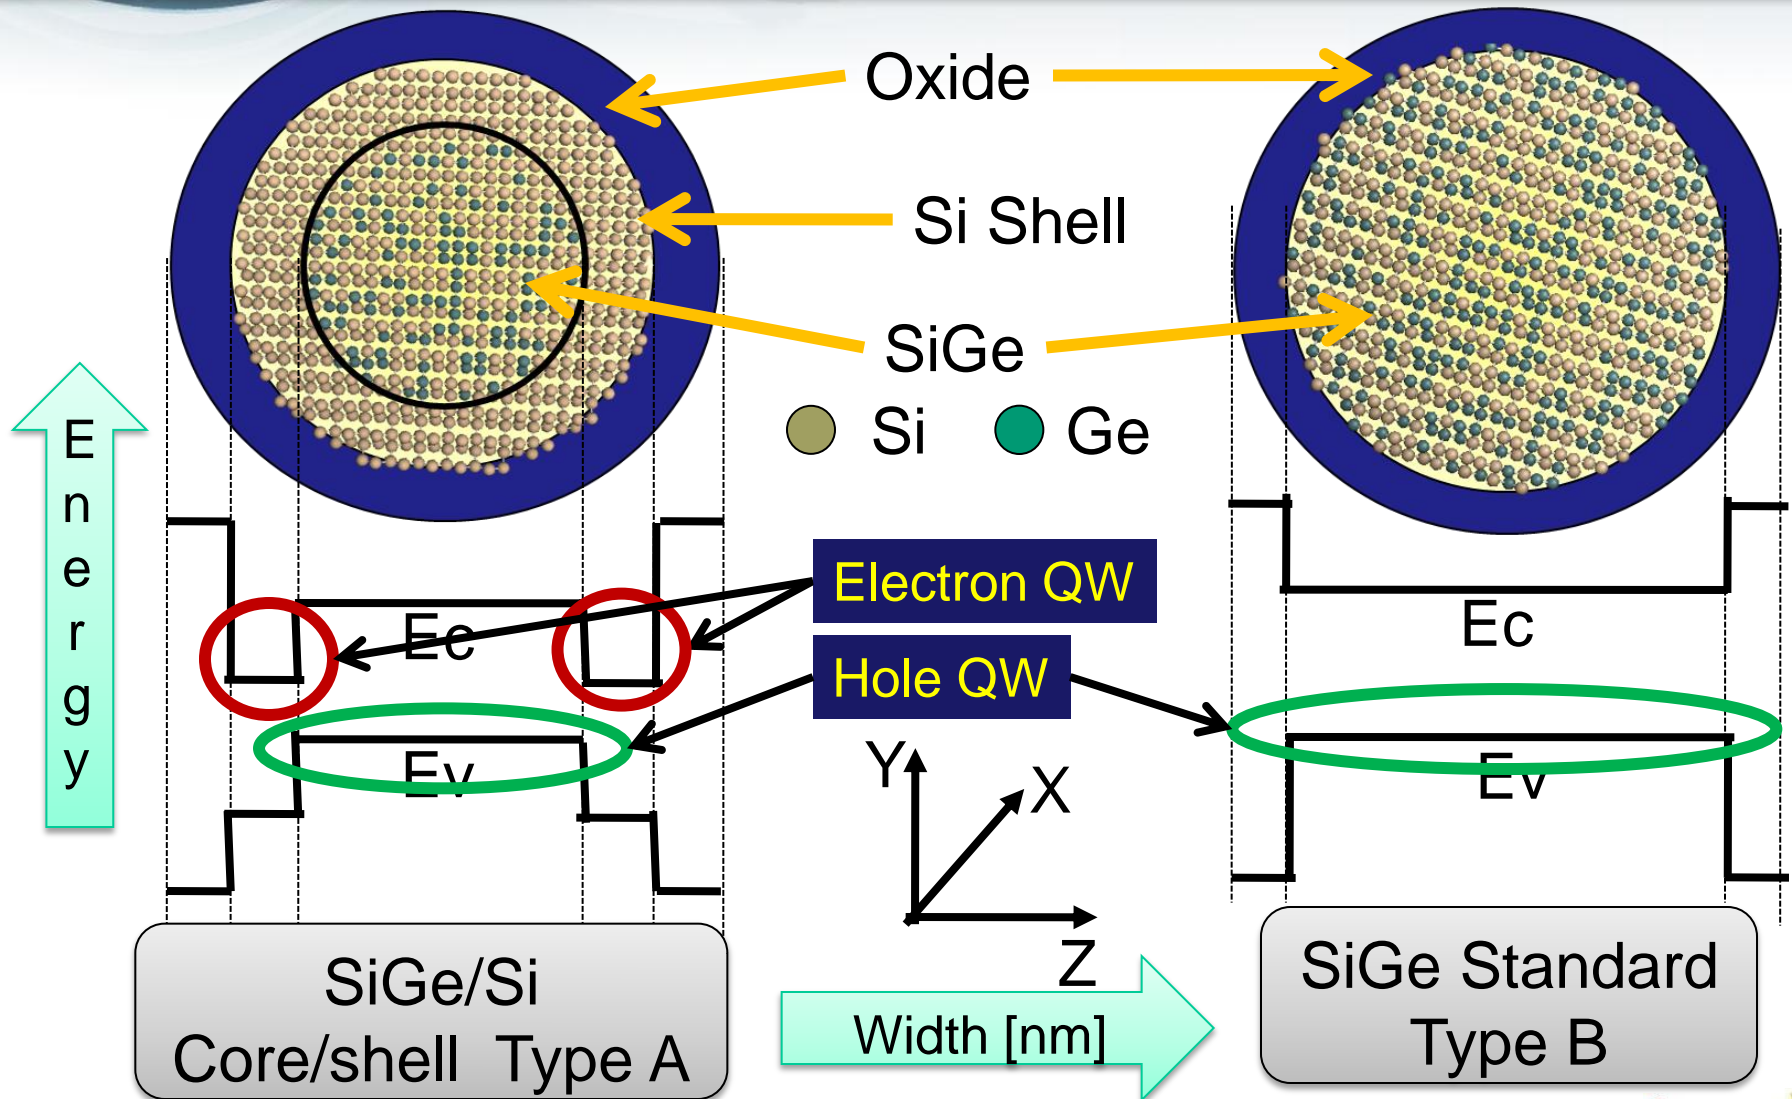 Oxide
Si Shell
SiGe
Si
Ge
Energy
Electron QW
Hole QW
Ec
Ev
Ec
Ev
Y
X
Z
SiGe/Si
Core/shell Type A
Width [nm]
SiGe Standard
Type B